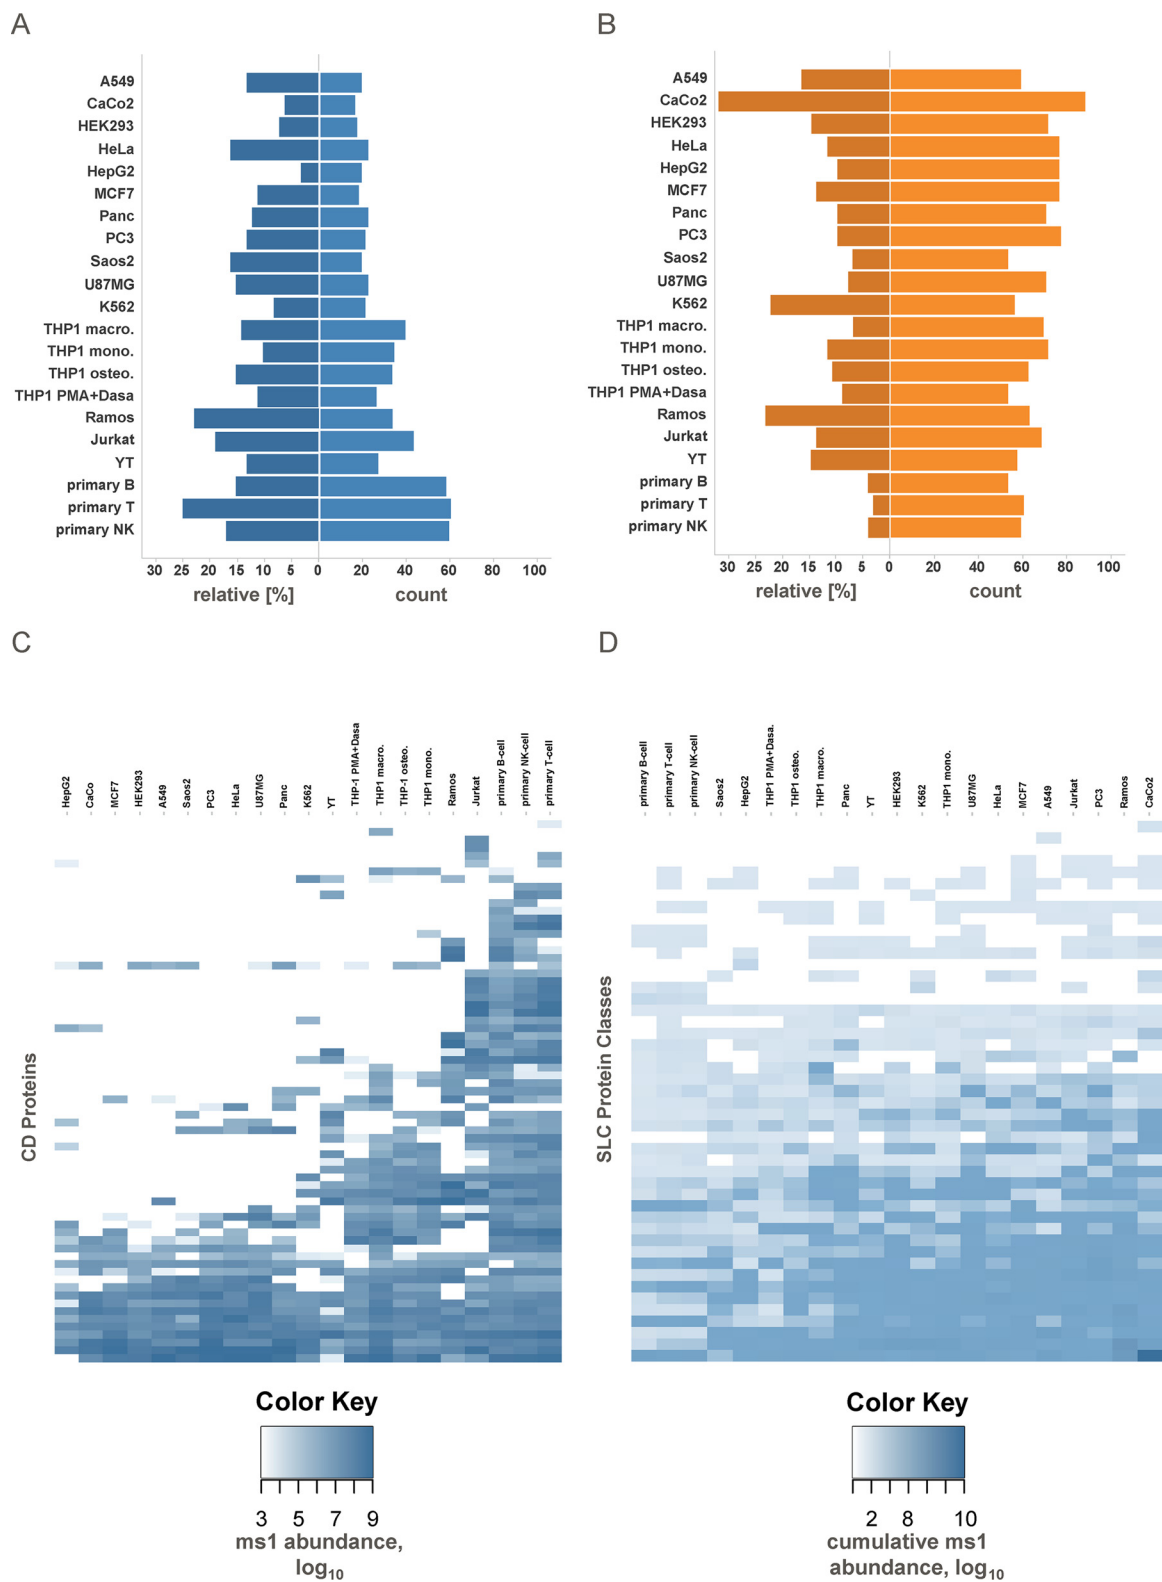 A
A549
CaCo2
HEK293
HeLa
HepG2
MCF7
Panc
PC3
Saos2
U87MG
K562
THP1 macro.
THP1 mono.
THP1 osteo.
THP1 PMA+Dasa
Ramos
Jurkat
YT
primary B
primary T
primary NK
30 25 20 15 10 5 0 20 40 60 80 100
relative [%] count
B
A549
CaCo2
HEK293
HeLa
HepG2
MCF7
Panc
PC3
Saos2
U87MG
K562
THP1 macro.
THP1 mono.
THP1 osteo.
THP1 PMA+Dasa
Ramos
Jurkat
YT
primary B
primary T
primary NK
30 25 20 15 10 5 0 20 40 60 80 100
relative [%] count
C
HepG2
CaCo
MCF7
HEK293
A549
Saos2
PC3
HeLa
U87MG
Panc
K562
YT
THP-1 PMA+Dasa
THP1 macro.
THP-1 osteo.
THP1 mono.
Ramos
Jurkat
primary B-cell
primary NK-cell
primary T-cell
CD Proteins
Color Key
3 5 7 9
ms1 abundance,
log10
D
primary B-cell
primary T-cell
primary NK-cell
Saos2
HepG2
THP1 PMA+Dasa.
THP1 osteo.
THP1 macro.
Panc
YT
HEK293
K562
THP1 mono.
U87MG
HeLa
MCF7
A549
Jurkat
PC3
Ramos
CaCo2
SLC Protein Classes
Color Key
2 8 10
cumulative ms1
abundance, log10